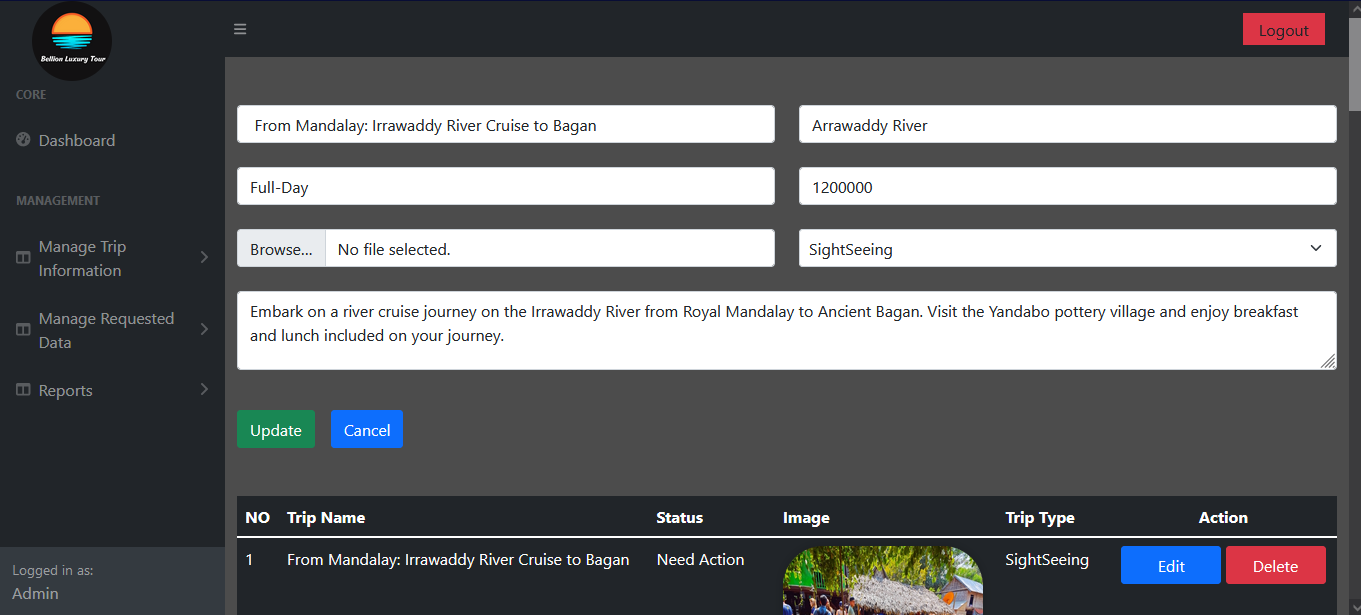 Bellion Luxury Tour
Logout
CORE
Dashboard
MANAGEMENT
Manage Trip
Information
Manage Requested
Data
Reports
Logged in as:
Admin
From Mandalay: Irrawaddy River Cruise to Bagan
Arrawaddy River
Full-Day
1200000
Browse... No file selected.
SightSeeing
Embark on a river cruise journey on the Irrawaddy River from Royal Mandalay to Ancient Bagan. Visit the Yandabo pottery village and enjoy breakfast
and lunch included on your journey.
Update Cancel
NO Trip Name Status Image Trip Type Action
1 From Mandalay: Irrawaddy River Cruise to Bagan Need Action SightSeeing Edit Delete